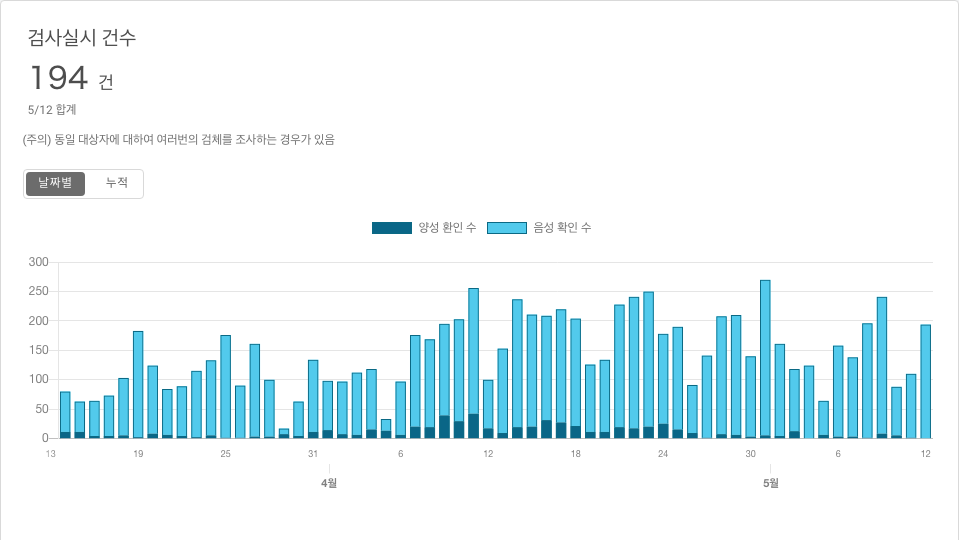 검사실시 건수
194 건
5/12 합계
(주의) 동일 대상자에 대하여 여러번의 검체를 조사하는 경우가 있음
날짜별 누적
양성 환인 수 음성 확인 수
300
250
200
150
100
50
0
13 19 25 31 6 12 18 24 30 6 12
4월 5월